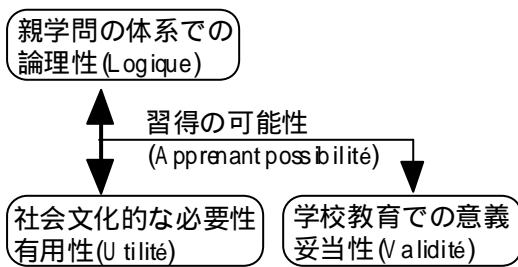 親学問の体系での
論理性(Logique)
習得の可能性
(Apprenant possibilité)
社会文化的な必要性
有用性(Utilité)
学校教育での意義
妥当性(Validité)